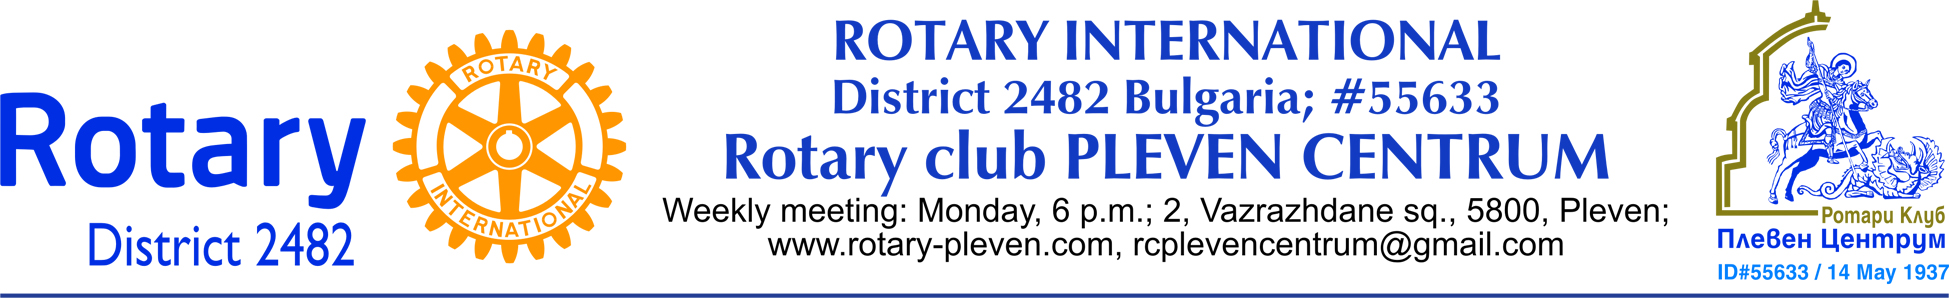 Rotary
District 2482
ROTARY
INTERNATIONAL
ROTARY INTERNATIONAL
District 2482 Bulgaria; #55633
Rotary club PLEVEN CENTRUM
Weekly meeting: Monday, 6 p.m.; 2, Vazrazhdane sq., 5800, Pleven;
www.rotary-pleven.com, rcplevencentrum@gmail.com
Ротари Клуб
Плевен Центрум
ID#55633 / 14 May 1937